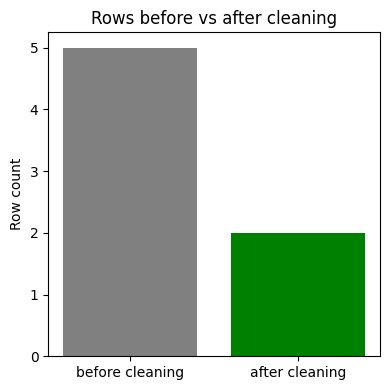 Rows before vs after cleaning
Row count
5
4
3
2
1
0
before cleaning
after cleaning